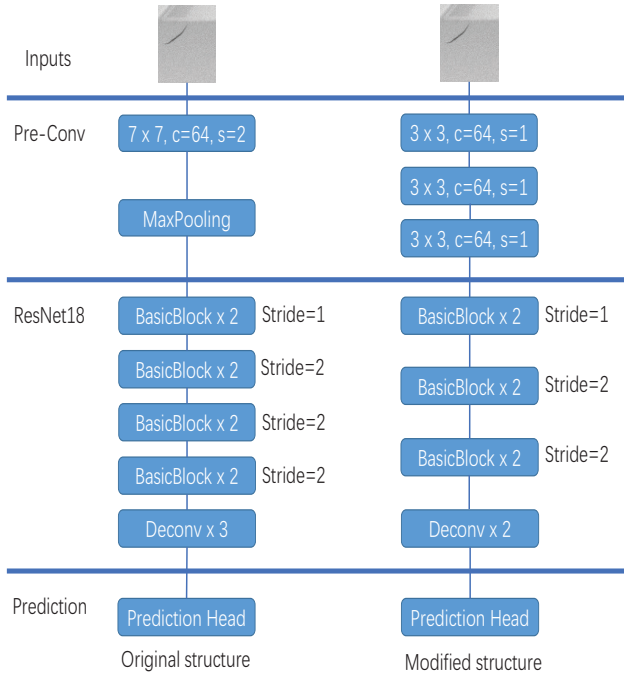 Inputs
Pre-Conv
7 x 7, c=64, s=2
3 x 3, c=64, s=1
3 x 3, c=64, s=1
MaxPooling
3 x 3, c=64, s=1
ResNet18
BasicBlock x 2 Stride=1
BasicBlock x 2 Stride=1
BasicBlock x 2 Stride=2
BasicBlock x 2 Stride=2
BasicBlock x 2 Stride=2
BasicBlock x 2 Stride=2
BasicBlock x 2 Stride=2
Deconv x 3
Deconv x 2
Prediction
Prediction Head
Prediction Head
Original structure
Modified structure